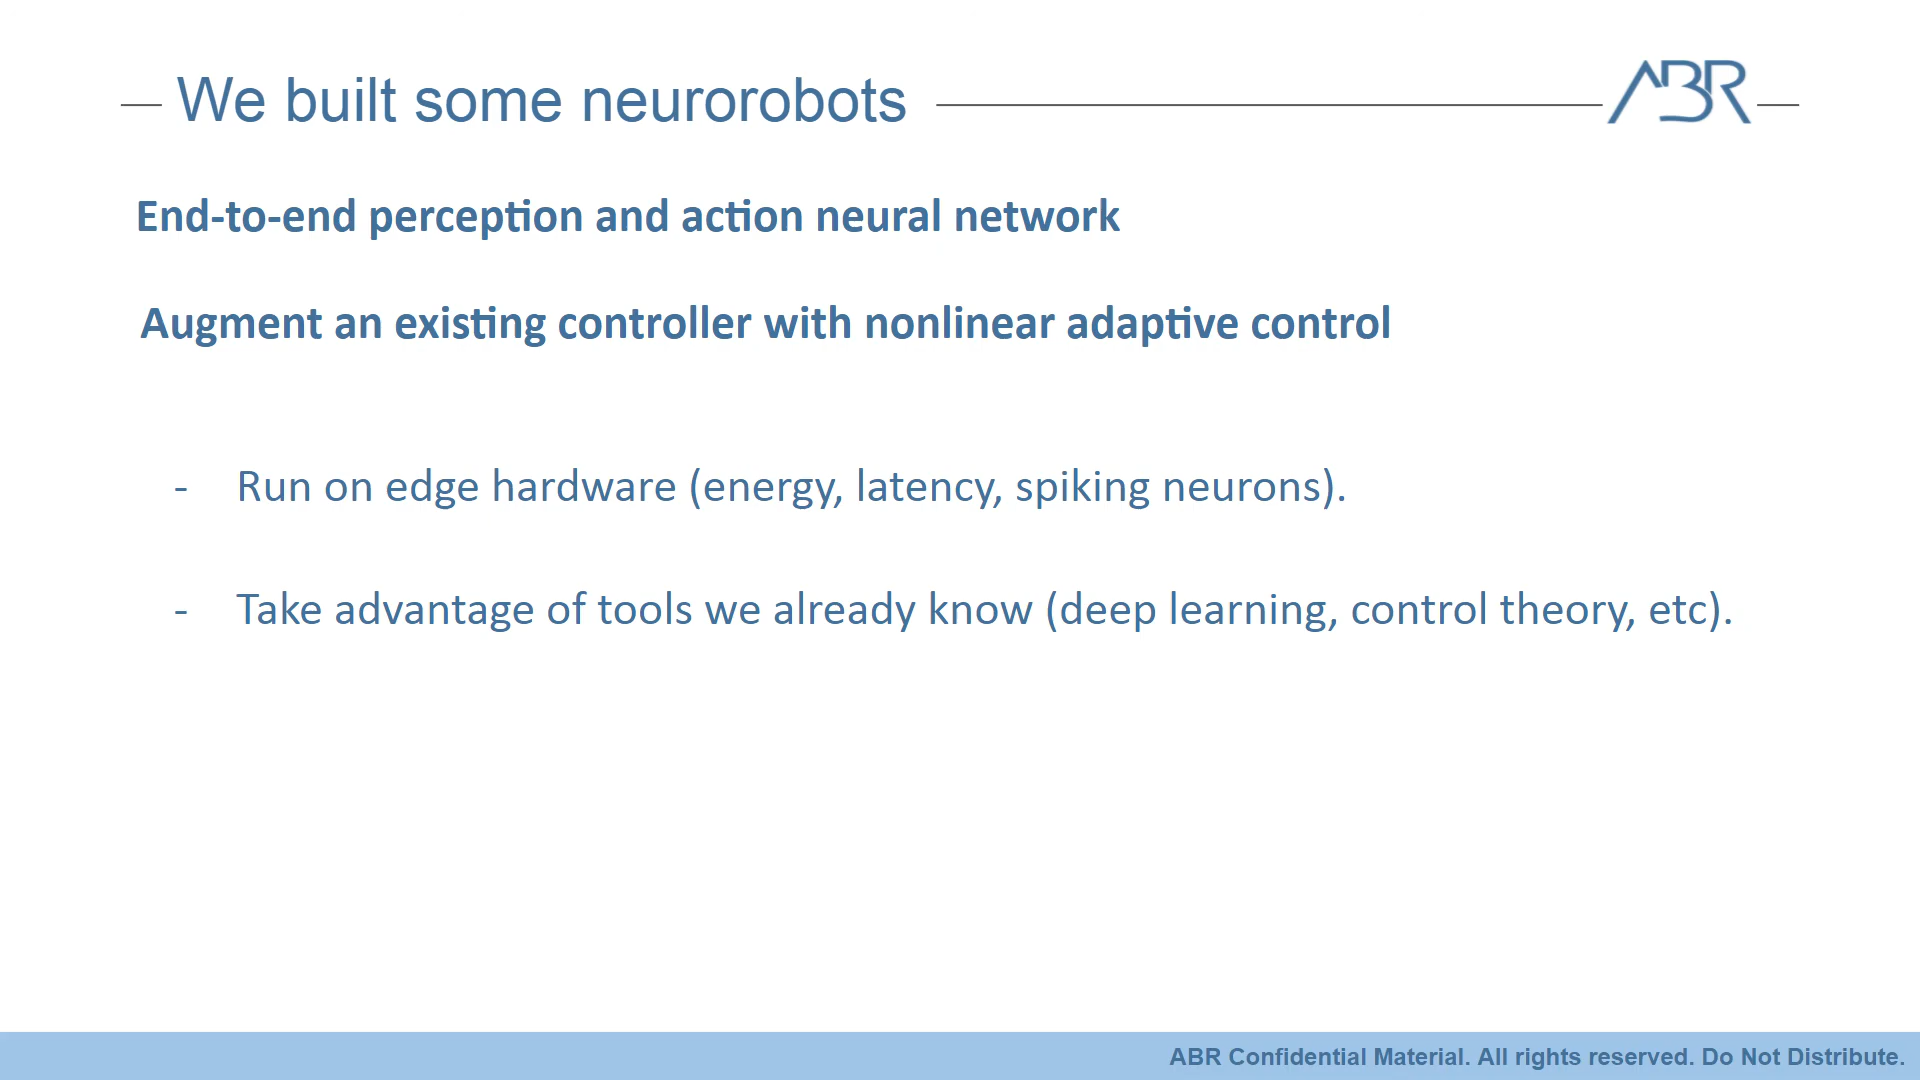 We built some neurorobots
ABR
End-to-end perception and action neural network
Augment an existing controller with nonlinear adaptive control
- Run on edge hardware (energy, latency, spiking neurons).
- Take advantage of tools we already know (deep learning, control theory, etc).
ABR Confidential Material. All rights reserved. Do Not Distribute.